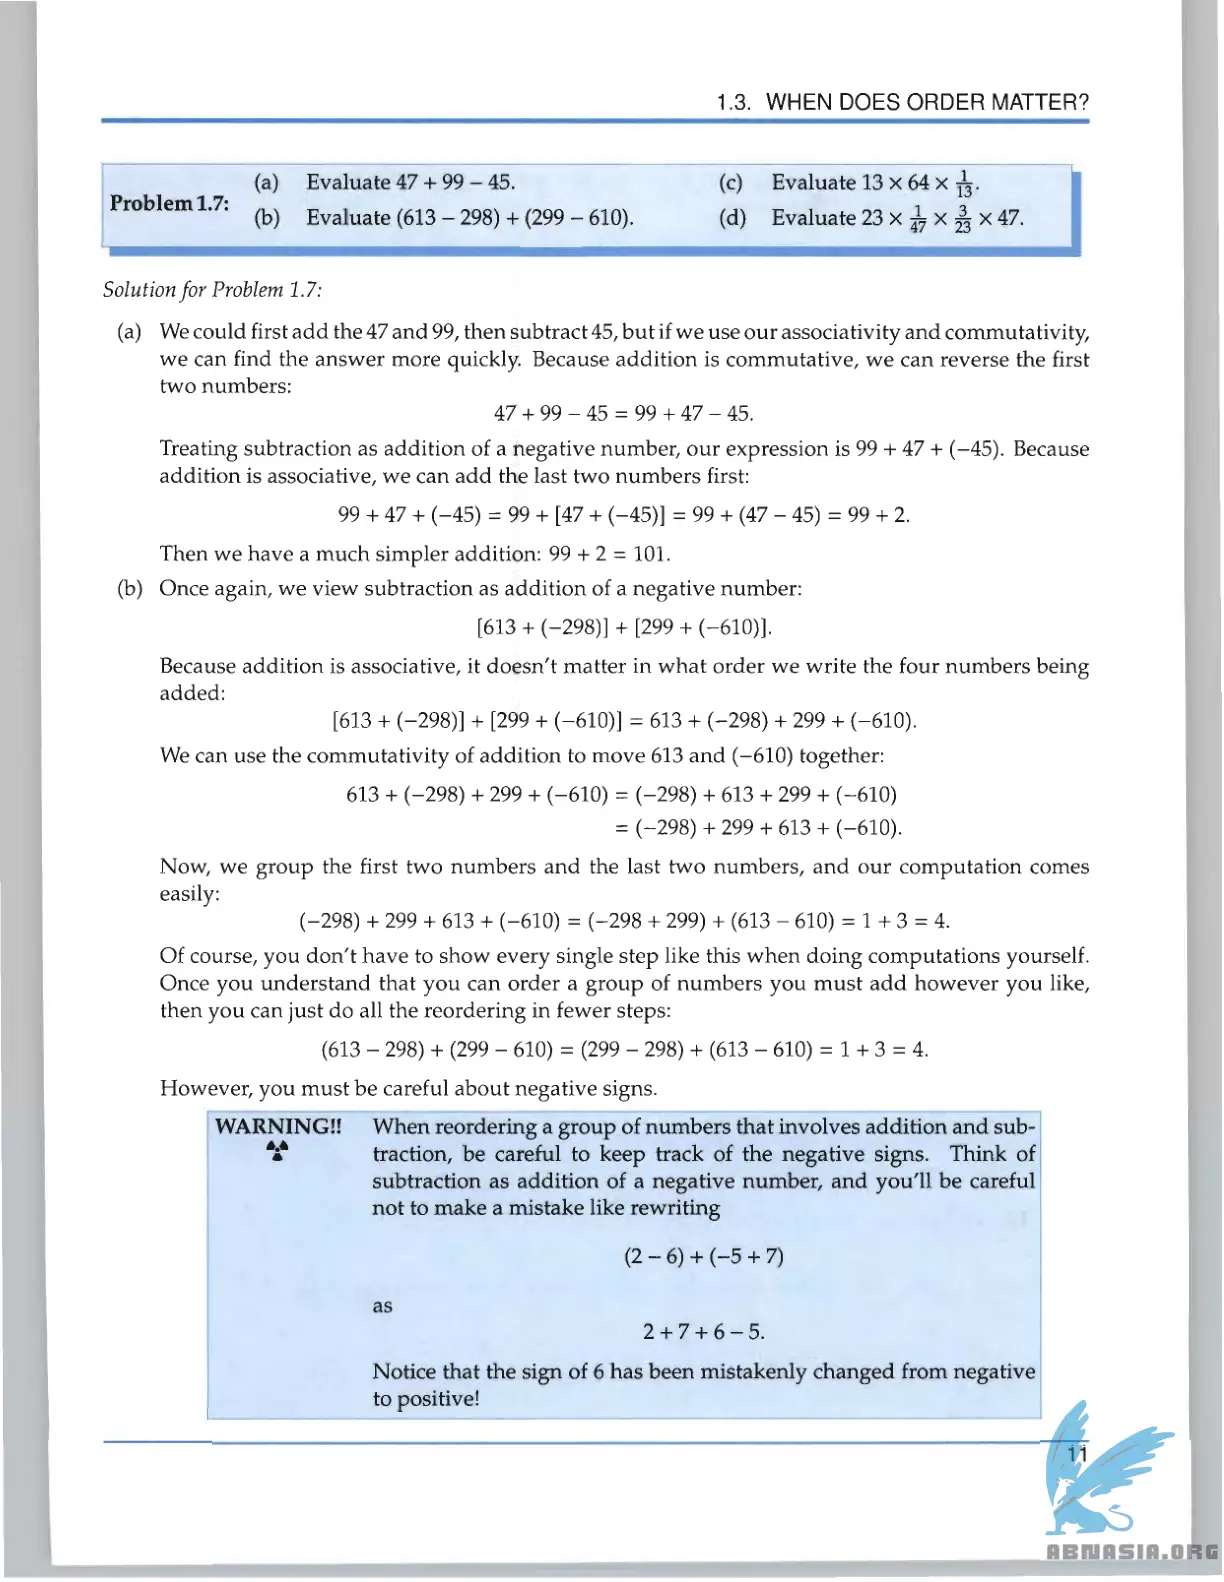 1.3. WHEN DOES ORDER MATTER?
Problem 1.7:
(a) Evaluate 47 + 99 − 45.
(b) Evaluate (613 − 298) + (299 − 610).
(c) Evaluate 13 × 64 × 1/13.
(d) Evaluate 23 × 1/47 × 3/23 × 47.
Solution for Problem 1.7:
(a) We could first add the 47 and 99, then subtract 45, but if we use our associativity and commutativity,
we can find the answer more quickly. Because addition is commutative, we can reverse the first
two numbers:
47 + 99 − 45 = 99 + 47 − 45.
Treating subtraction as addition of a negative number, our expression is 99 + 47 + (−45). Because
addition is associative, we can add the last two numbers first:
99 + 47 + (−45) = 99 + [47 + (−45)] = 99 + (47 − 45) = 99 + 2.
Then we have a much simpler addition: 99 + 2 = 101.
(b) Once again, we view subtraction as addition of a negative number:
[613 + (−298)] + [299 + (−610)].
Because addition is associative, it doesn't matter in what order we write the four numbers being
added:
[613 + (−298)] + [299 + (−610)] = 613 + (−298) + 299 + (−610).
We can use the commutativity of addition to move 613 and (−610) together:
613 + (−298) + 299 + (−610) = (−298) + 613 + 299 + (−610)
= (−298) + 299 + 613 + (−610).
Now, we group the first two numbers and the last two numbers, and our computation comes
easily:
(−298) + 299 + 613 + (−610) = (−298 + 299) + (613 − 610) = 1 + 3 = 4.
Of course, you don't have to show every single step like this when doing computations yourself.
Once you understand that you can order a group of numbers you must add however you like,
then you can just do all the reordering in fewer steps:
(613 − 298) + (299 − 610) = (299 − 298) + (613 − 610) = 1 + 3 = 4.
However, you must be careful about negative signs.
WARNING!! When reordering a group of numbers that involves addition and sub-
traction, be careful to keep track of the negative signs. Think of
subtraction as addition of a negative number, and you'll be careful
not to make a mistake like rewriting
(2 − 6) + (−5 + 7)
as
2 + 7 + 6 − 5.
Notice that the sign of 6 has been mistakenly changed from negative
to positive!
11
ABNASIA.ORG